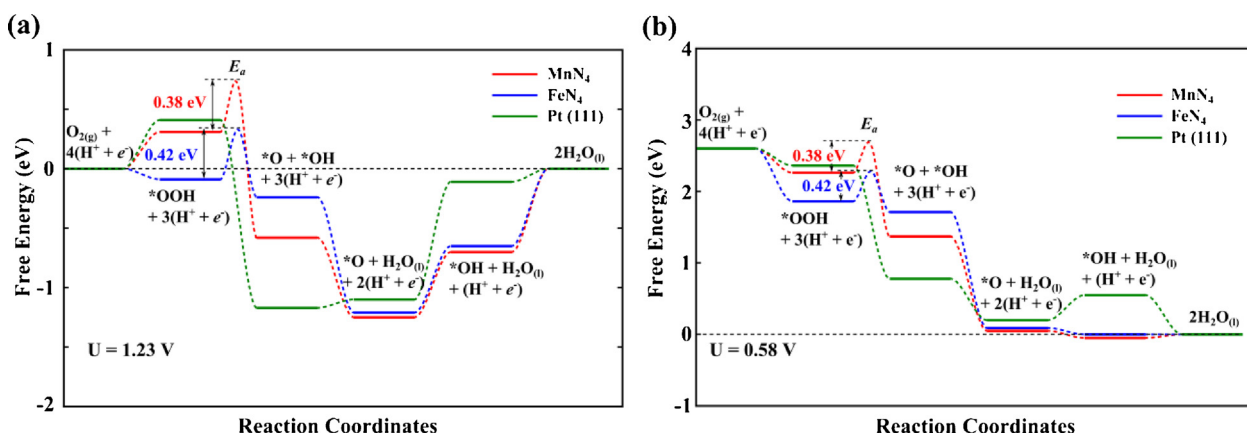 (a)
1
0
-1
-2
Free Energy (eV)
Reaction Coordinates
O₂₍g₎ +
4(H⁺ + e⁻)
0.38 eV
0.42 eV
Eₐ
*OOH
+ 3(H⁺ + e⁻)
*O + *OH
+ 3(H⁺ + e⁻)
*O + H₂O₍l₎
+ 2(H⁺ + e⁻)
*OH + H₂O₍l₎
+ (H⁺ + e⁻)
2H₂O₍l₎
MnN₄
FeN₄
Pt (111)
U = 1.23 V
(b)
4
3
2
1
0
-1
Free Energy (eV)
Reaction Coordinates
O₂₍g₎ +
4(H⁺ + e⁻)
0.38 eV
0.42 eV
Eₐ
*OOH
+ 3(H⁺ + e⁻)
*O + *OH
+ 3(H⁺ + e⁻)
*O + H₂O₍l₎
+ 2(H⁺ + e⁻)
*OH + H₂O₍l₎
+ (H⁺ + e⁻)
2H₂O₍l₎
MnN₄
FeN₄
Pt (111)
U = 0.58 V